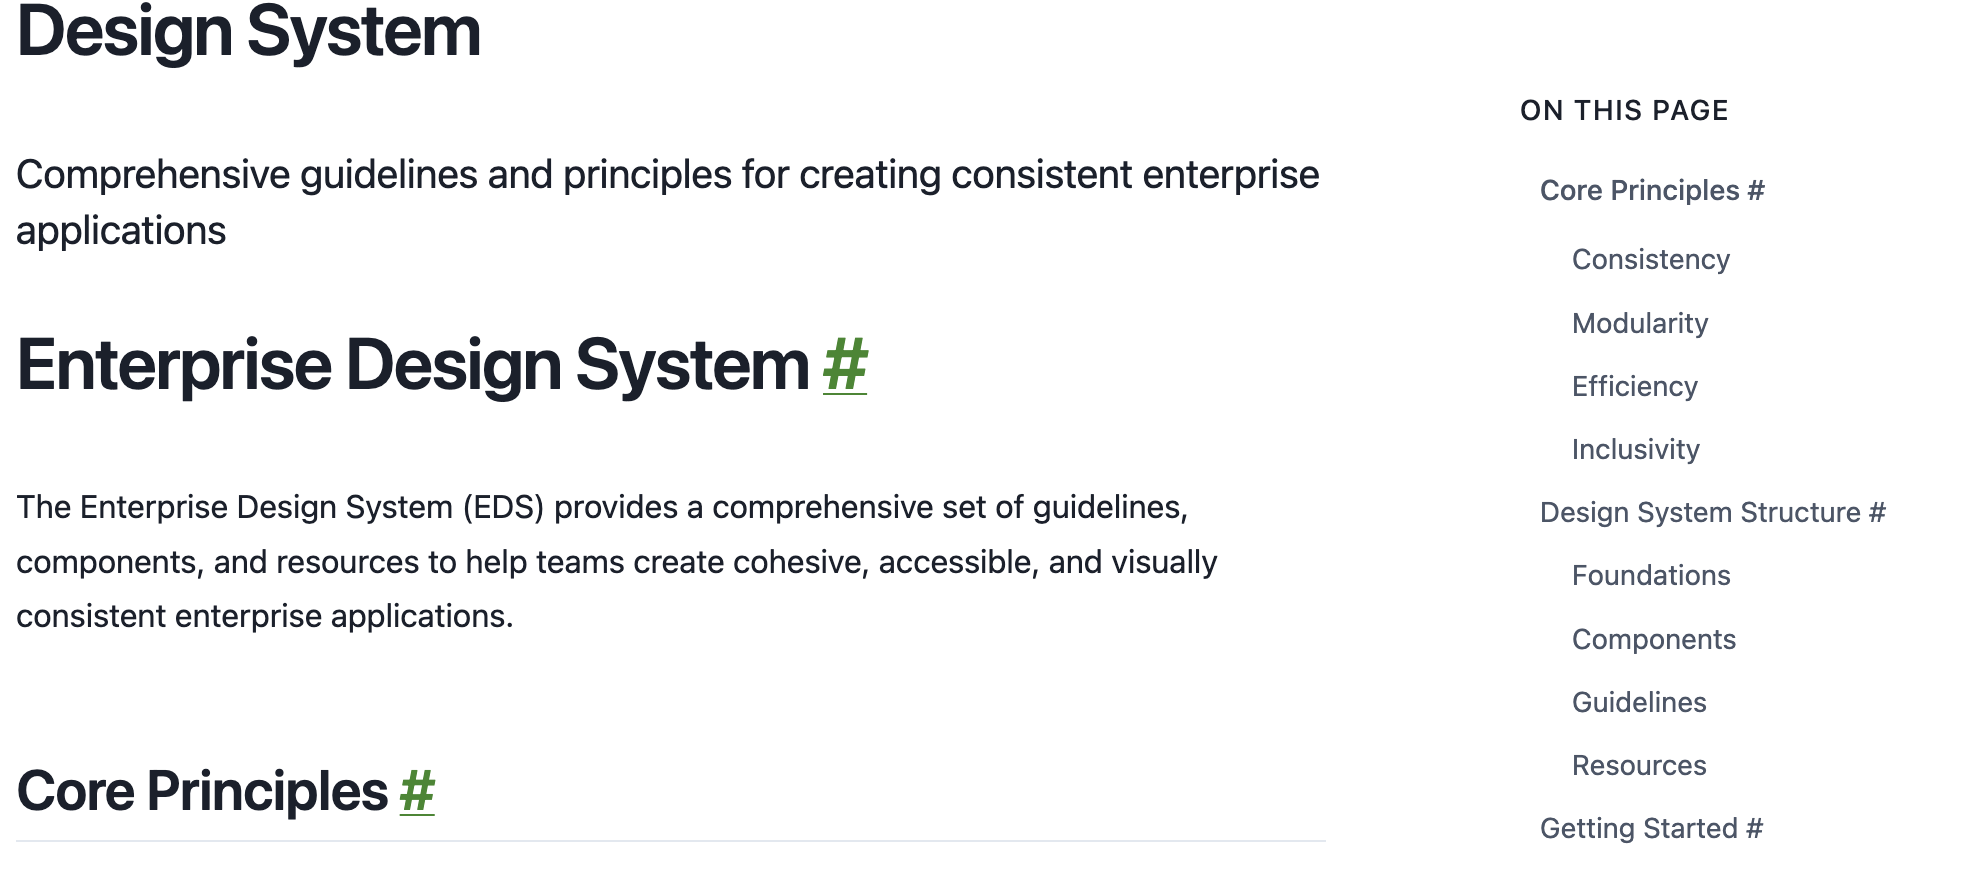 Design System
Comprehensive guidelines and principles for creating consistent enterprise
applications
Enterprise Design System #
The Enterprise Design System (EDS) provides a comprehensive set of guidelines,
components, and resources to help teams create cohesive, accessible, and visually
consistent enterprise applications.
Core Principles #
ON THIS PAGE
Core Principles #
Consistency
Modularity
Efficiency
Inclusivity
Design System Structure #
Foundations
Components
Guidelines
Resources
Getting Started #